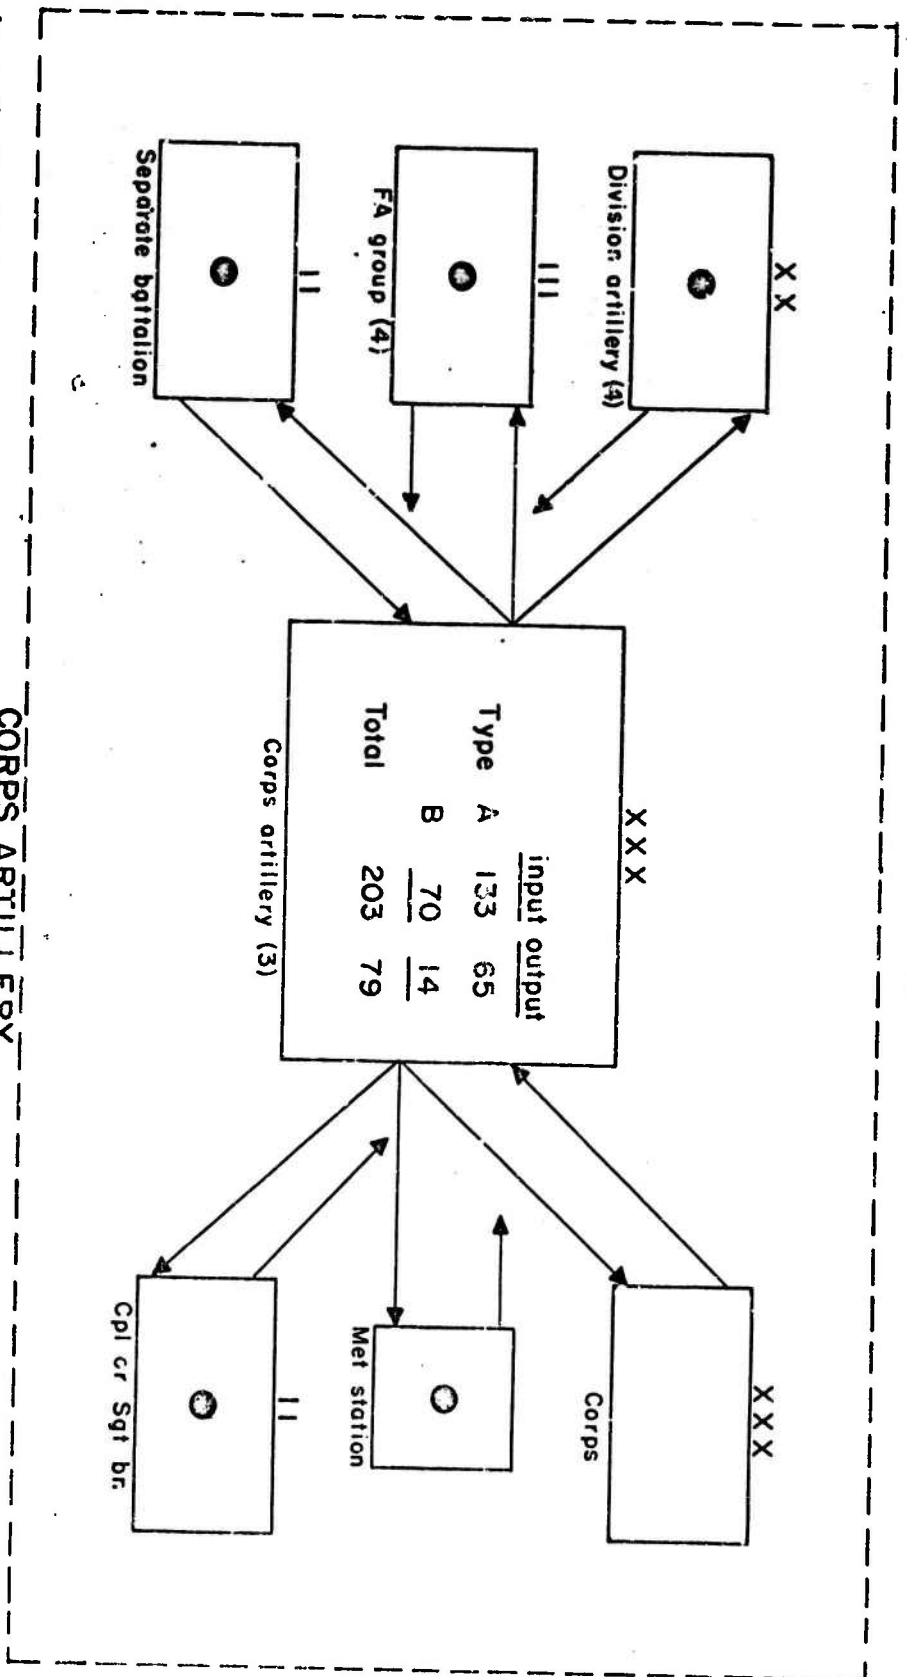 XX
Division artillery (4)
III
FA group (4)
II
Separate battalion
XXX
input output
Type A 133 65
B 70 14
Total 203 79
Corps artillery (3)
XXX
Corps
Met station
II
Cpl cr Sgt bn
CORPS ARTILLERY